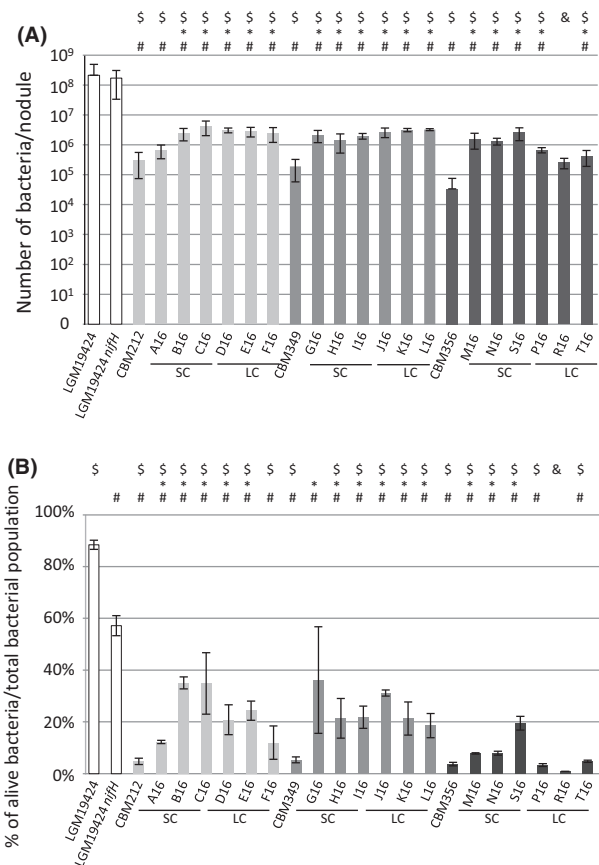 (A)
$ $ $ $ $ $ $ $ $ $ $ $ $ $ $ $ $ $ $ & $
* * * * * * * * * * * * * * * *
# # # # # # # # # # # # # # # # # # # #
Number of bacteria/nodule
10⁹
10⁸
10⁷
10⁶
10⁵
10⁴
10³
10²
10¹
0
LGM19424 LGM19424 nifH CBM212 A16 B16 C16 D16 E16 F16 CBM349 G16 H16 I16 J16 K16 L16 CBM356 M16 N16 S16 P16 R16 T16
SC LC SC LC SC LC
(B)
$ $ $ $ $ $ $ $ $ $ $ $ $ $ $ $ $ $ $ & $
* * * * * * * * * * * * * *
# # # # # # # # # # # # # # # # # # # # #
% of alive bacteria/total bacterial population
100%
80%
60%
40%
20%
0%
LGM19424 LGM19424 nifH CBM212 A16 B16 C16 D16 E16 F16 CBM349 G16 H16 I16 J16 K16 L16 CBM356 M16 N16 S16 P16 R16 T16
SC LC SC LC SC LC